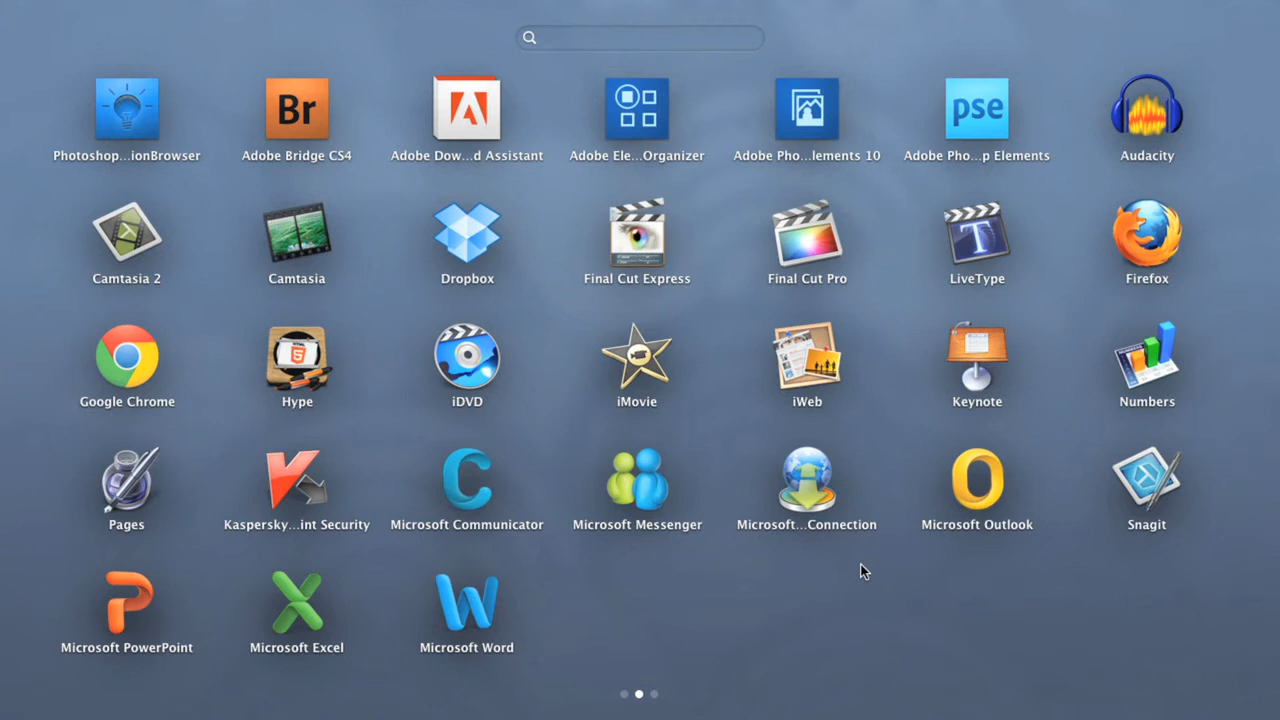 Photoshop...ionBrowser
Br
Adobe Bridge CS4
Adobe Dow...d Assistant
Adobe Ele...Organizer
Adobe Pho...lements 10
pse
Adobe Pho...p Elements
Audacity
Camtasia 2
Camtasia
Dropbox
Final Cut Express
Final Cut Pro
T
LiveType
Firefox
Google Chrome
5
Hype
iDVD
iMovie
iWeb
Keynote
Numbers
Pages
Kaspersky...int Security
Microsoft Communicator
Microsoft Messenger
Microsoft...Connection
Microsoft Outlook
Snagit
Microsoft PowerPoint
Microsoft Excel
Microsoft Word